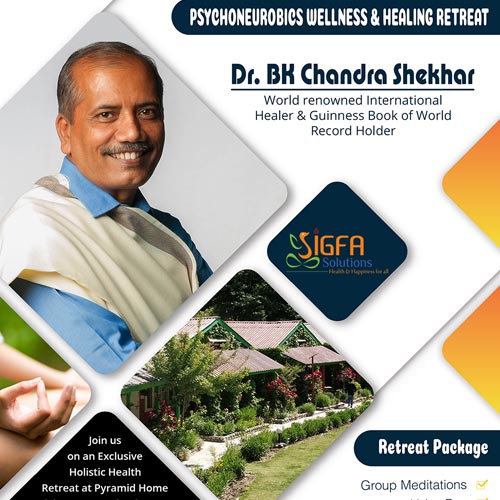 PSYCHONEUROBICS WELLNESS & HEALING RETREAT
Dr. BK Chandra Shekhar
World renowned International
Healer & Guinness Book of World
Record Holder
SIGFA
Solutions
Health & Happiness for all
Join us
on an Exclusive
Holistic Health
Retreat at Pyramid Home
Retreat Package
Group Meditations